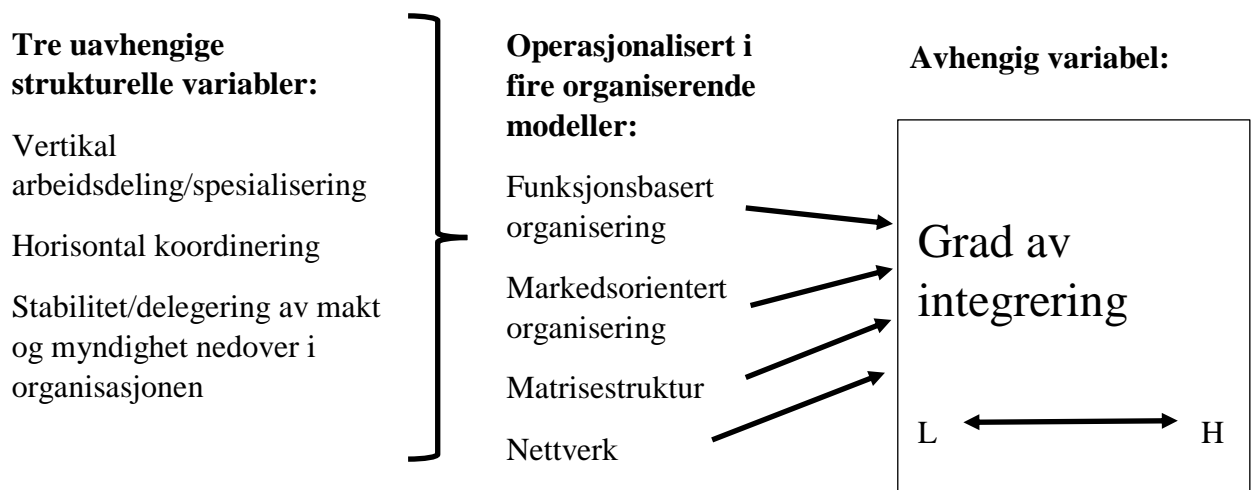 Tre uavhengige
strukturelle variabler:
Vertikal
arbeidsdeling/spesialisering
Horisontal koordinering
Stabilitet/delegering av makt
og myndighet nedover i
organisasjonen
Operasjonalisert i
fire organiserende
modeller:
Funksjonsbasert
organisering
Markedsorientert
organisering
Matrisestruktur
Nettverk
Avhengig variabel:
Grad av
integrering
L H